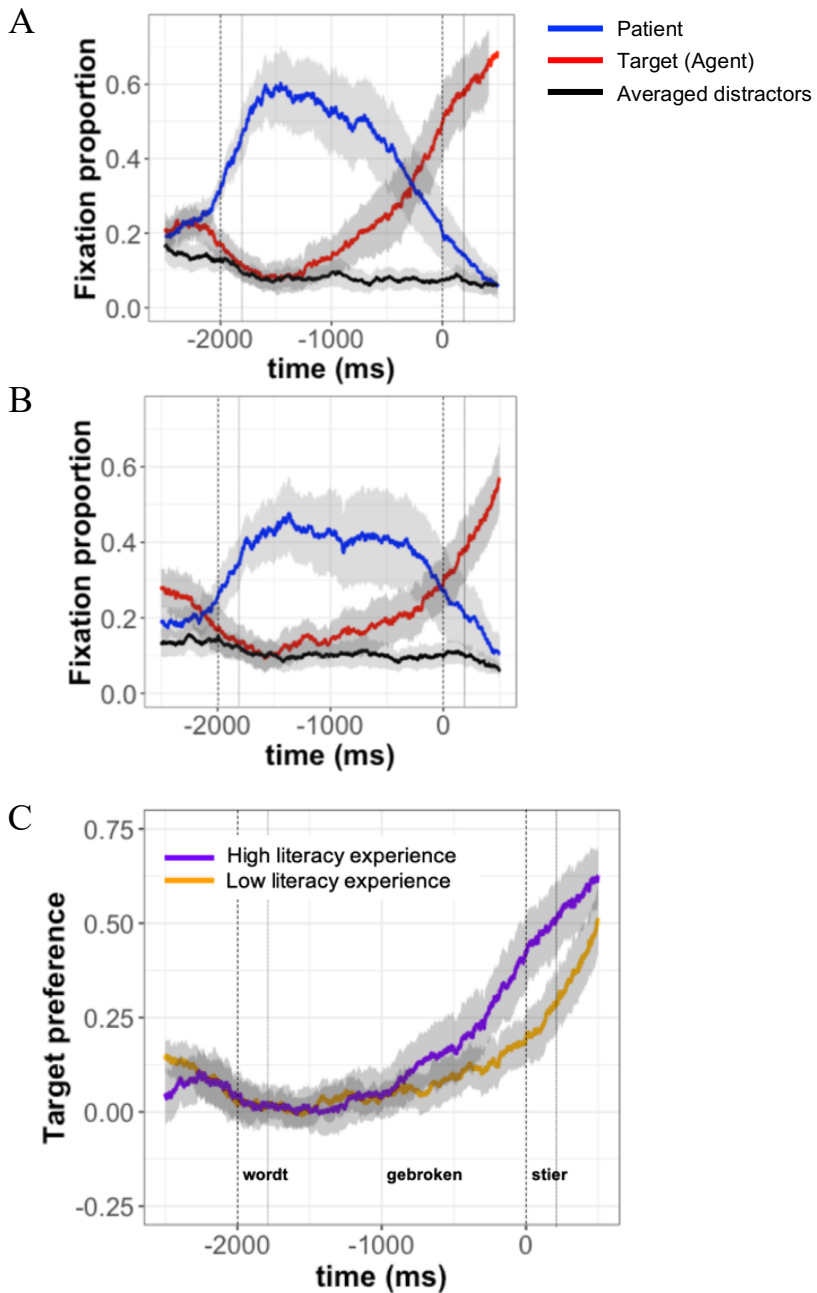 A
Patient
Target (Agent)
Averaged distractors
Fixation proportion
0.6
0.4
0.2
0.0
-2000 -1000 0
time (ms)
B
Fixation proportion
0.6
0.4
0.2
0.0
-2000 -1000 0
time (ms)
C
High literacy experience
Low literacy experience
Target preference
0.75
0.50
0.25
0.00
-0.25
wordt gebroken stier
-2000 -1000 0
time (ms)